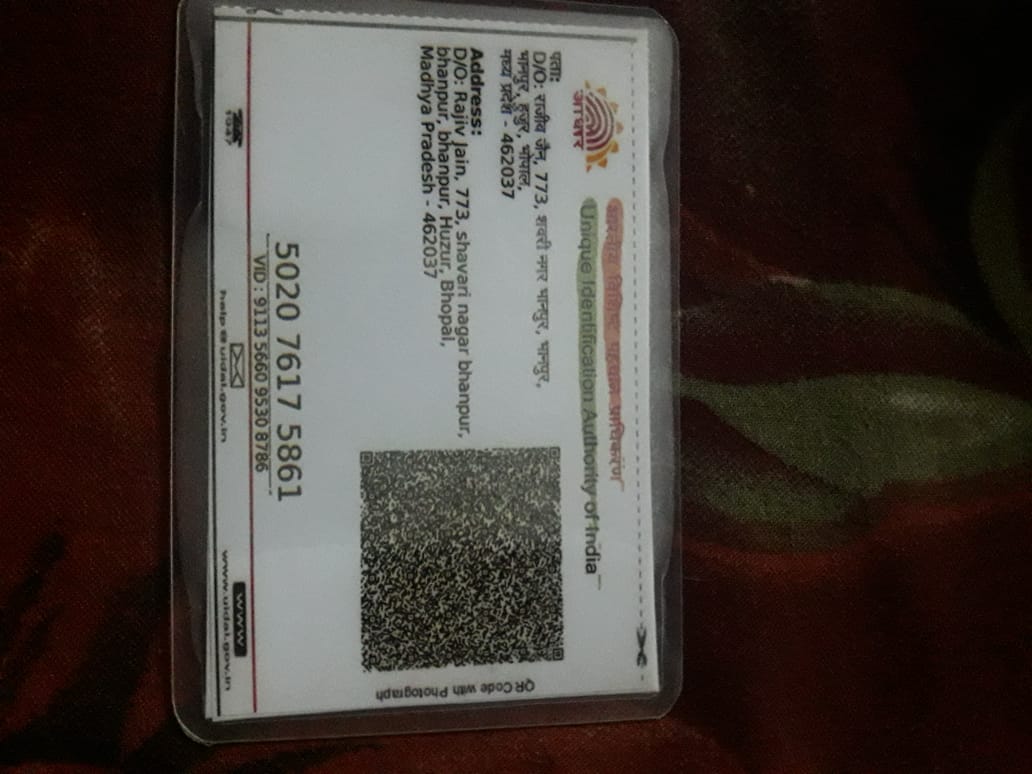 भारतीय विशिष्ट पहचान प्राधिकरण
Unique Identification Authority of India
आधार
पता:
D/O: राजीव जैन, 773, शवरी नगर भानपुर, भानपुर,
भानपुर, हुजुर, भोपाल,
मध्य प्रदेश - 462037
Address:
D/O: Rajiv Jain, 773, shavari nagar bhanpur,
bhanpur, bhanpur, Huzur, Bhopal,
Madhya Pradesh - 462037
QR Code with Photograph
5020 7617 5861
VID : 9113 5660 9530 8786
1947
help@uidai.gov.in
www
www.uidai.gov.in